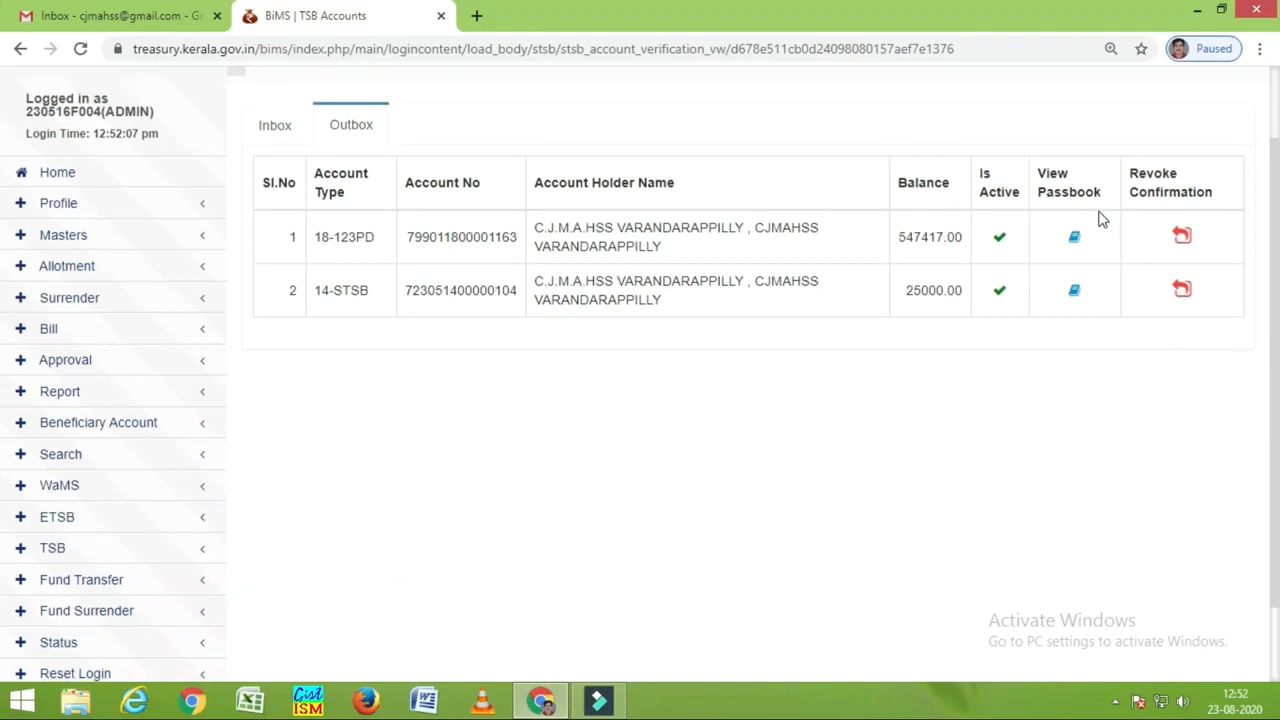 Inbox - cjmahss@gmail.com - G
BiMS | TSB Accounts
treasury.kerala.gov.in/bims/index.php/main/logincontent/load_body/stsb/stsb_account_verification_vw/d678e511cb0d24098080157aef7e1376
Paused
Logged in as
230516F004(ADMIN)
Login Time: 12:52:07 pm
Home
Profile
Masters
Allotment
Surrender
Bill
Approval
Report
Beneficiary Account
Search
WaMS
ETSB
TSB
Fund Transfer
Fund Surrender
Status
Reset Login
Inbox
Outbox
Sl.No
Account Type
Account No
Account Holder Name
Balance
Is Active
View Passbook
Revoke Confirmation
1 18-123PD 799011800001163 C.J.M.A.HSS VARANDARAPPILLY , CJMAHSS 547417.00
VARANDARAPPILLY
2 14-STSB 723051400000104 C.J.M.A.HSS VARANDARAPPILLY , CJMAHSS 25000.00
VARANDARAPPILLY
Activate Windows
Go to PC settings to activate Windows.
Gist
ISM
12:52
23-08-2020